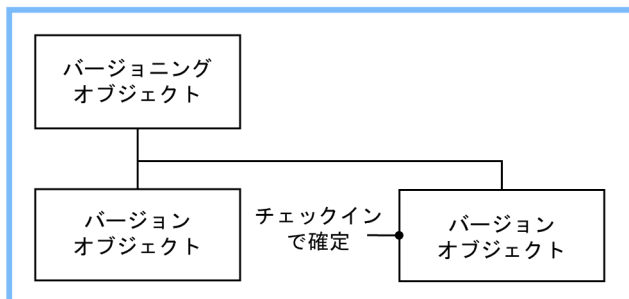 バージョニング
オブジェクト
バージョン
オブジェクト
チェックイン
で確定
バージョン
オブジェクト